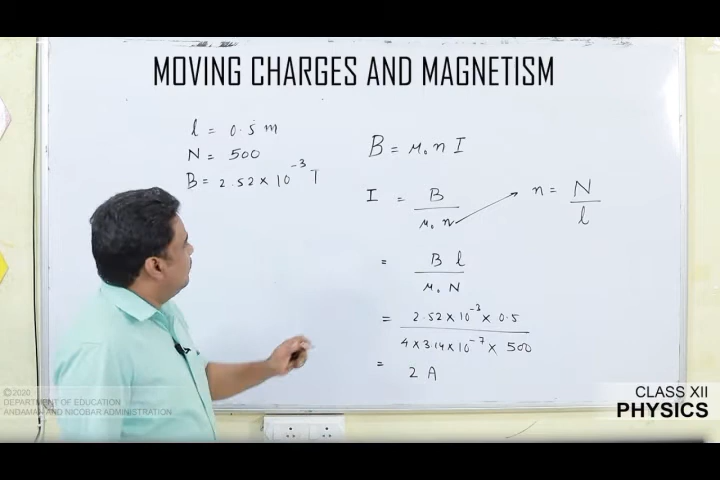 MOVING CHARGES AND MAGNETISM
l = 0.5 m
N = 500
B = 2.52 × 10⁻³ T
B = μ₀ n I
I = B / μ₀ n
n = N / l
= B l / μ₀ N
= 2.52 × 10⁻³ × 0.5 / 4 × 3.14 × 10⁻⁷ × 500
= 2 A
©2020
DEPARTMENT OF EDUCATION
ANDAMAN AND NICOBAR ADMINISTRATION
CLASS XII
PHYSICS